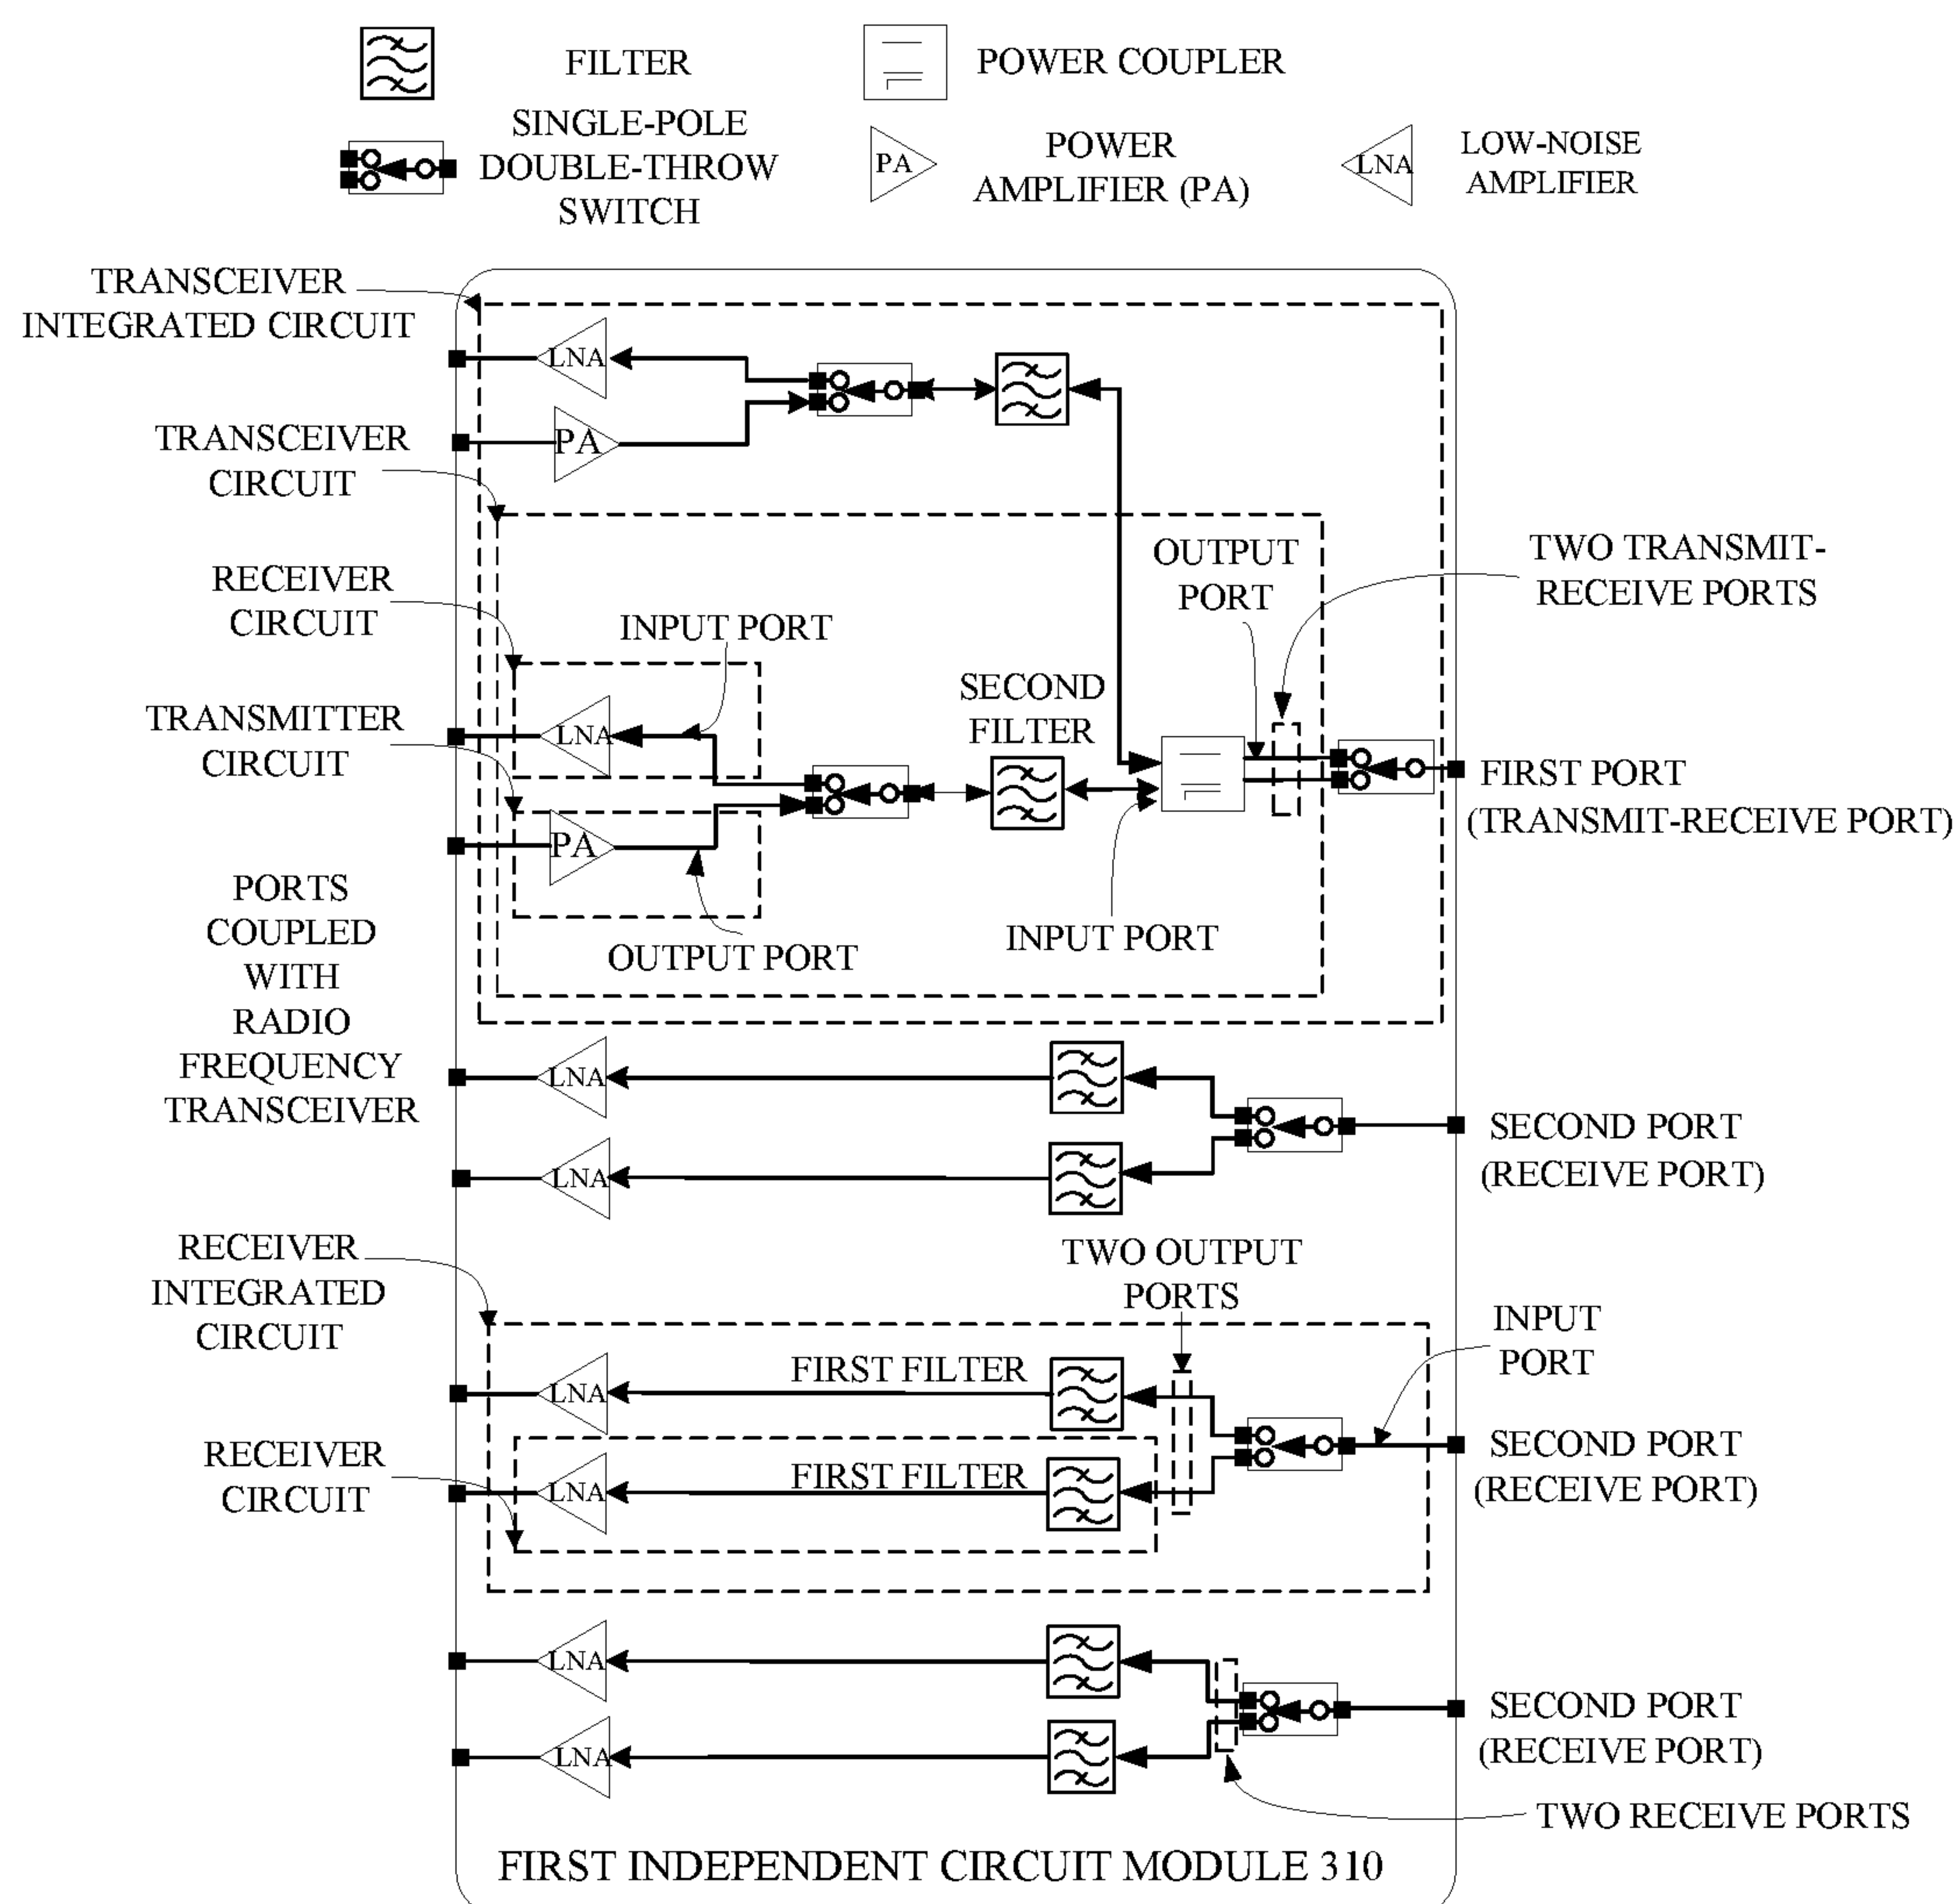 FILTER
POWER COUPLER
SINGLE-POLE
DOUBLE-THROW
SWITCH
PA
POWER
AMPLIFIER (PA)
LNA
LOW-NOISE
AMPLIFIER
TRANSCEIVER
INTEGRATED CIRCUIT
LNA
TRANSCEIVER
CIRCUIT
PA
OUTPUT
PORT
TWO TRANSMIT-
RECEIVE PORTS
RECEIVER
CIRCUIT
INPUT PORT
SECOND
FILTER
TRANSMITTER
CIRCUIT
LNA
FIRST PORT
(TRANSMIT-RECEIVE PORT)
PA
INPUT PORT
OUTPUT PORT
PORTS
COUPLED
WITH
RADIO
FREQUENCY
TRANSCEIVER
LNA
LNA
SECOND PORT
(RECEIVE PORT)
RECEIVER
INTEGRATED
CIRCUIT
TWO OUTPUT
PORTS
INPUT
PORT
FIRST FILTER
LNA
RECEIVER
CIRCUIT
FIRST FILTER
LNA
SECOND PORT
(RECEIVE PORT)
LNA
LNA
SECOND PORT
(RECEIVE PORT)
TWO RECEIVE PORTS
FIRST INDEPENDENT CIRCUIT MODULE 310